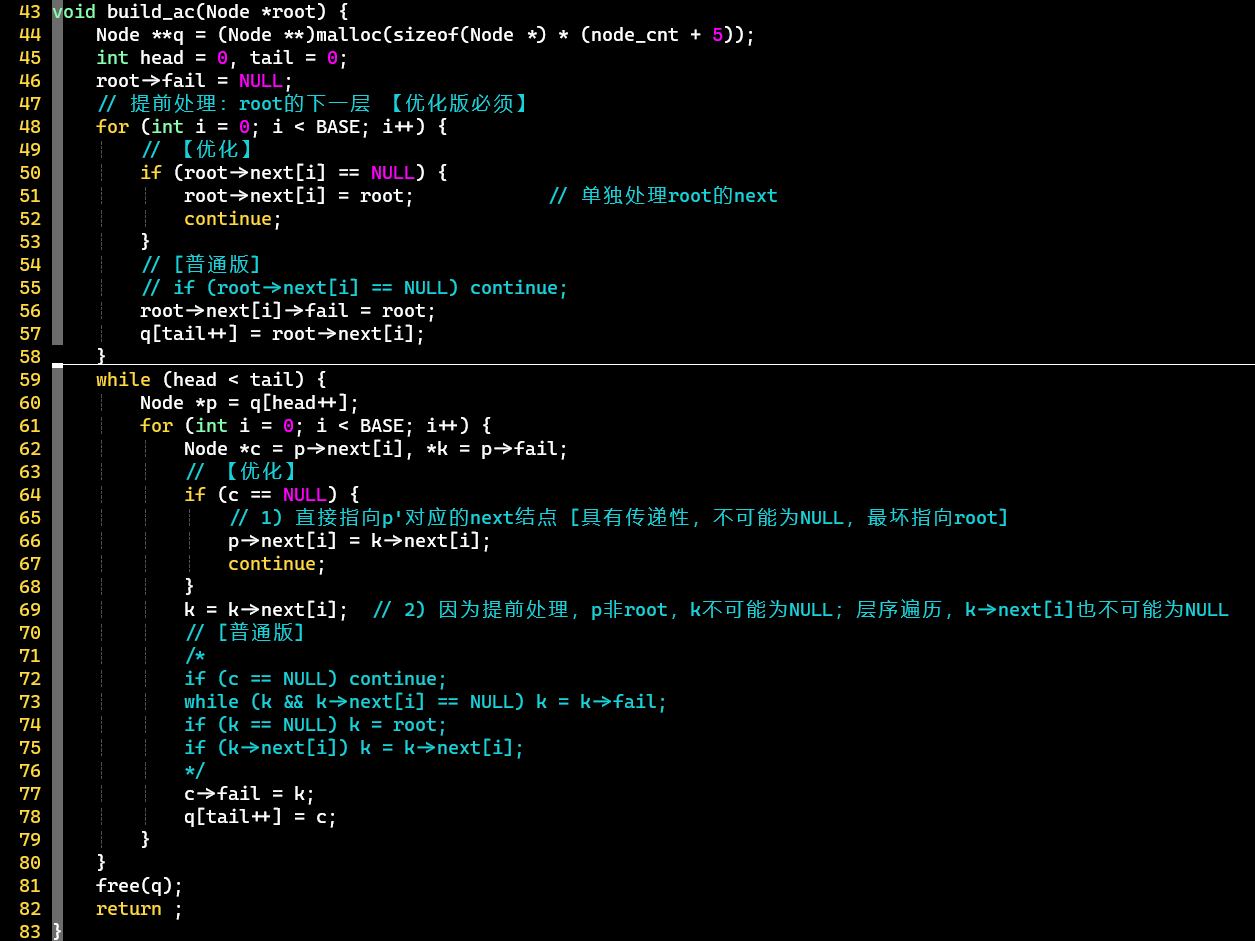 43 void build_ac(Node *root) {
44     Node **q = (Node **)malloc(sizeof(Node *) * (node_cnt + 5));
45     int head = 0, tail = 0;
46     root->fail = NULL;
47     // 提前处理：root的下一层 【优化版必须】
48     for (int i = 0; i < BASE; i++) {
49         // 【优化】
50         if (root->next[i] == NULL) {
51             root->next[i] = root;            // 单独处理root的next
52             continue;
53         }
54         // [普通版]
55         // if (root->next[i] == NULL) continue;
56         root->next[i]->fail = root;
57         q[tail++] = root->next[i];
58     }
59     while (head < tail) {
60         Node *p = q[head++];
61         for (int i = 0; i < BASE; i++) {
62             Node *c = p->next[i], *k = p->fail;
63             // 【优化】
64             if (c == NULL) {
65                 // 1) 直接指向p'对应的next结点 [具有传递性，不可能为NULL，最坏指向root]
66                 p->next[i] = k->next[i];
67                 continue;
68             }
69             k = k->next[i];  // 2) 因为提前处理，p非root，k不可能为NULL；层序遍历，k->next[i]也不可能为NULL
70             // [普通版]
71             /*
72             if (c == NULL) continue;
73             while (k && k->next[i] == NULL) k = k->fail;
74             if (k == NULL) k = root;
75             if (k->next[i]) k = k->next[i];
76             */
77             c->fail = k;
78             q[tail++] = c;
79         }
80     }
81     free(q);
82     return ;
83 }